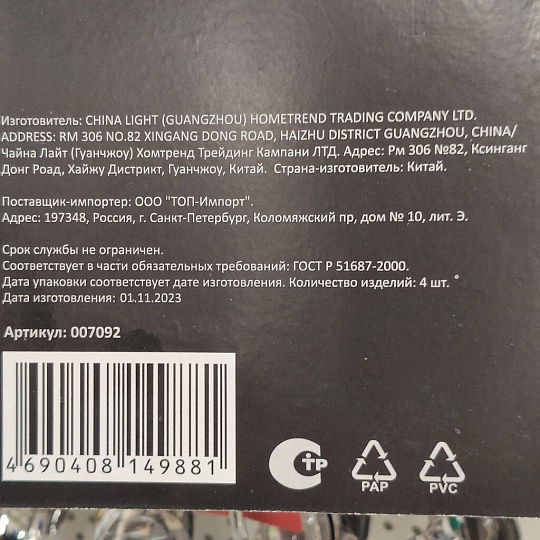 Изготовитель: CHINA LIGHT (GUANGZHOU) HOMETREND TRADING COMPANY LTD.
ADDRESS: RM 306 NO.82 XINGANG DONG ROAD, HAIZHU DISTRICT GUANGZHOU, CHINA/
Чайна Лайт (Гуанчжоу) Хомтренд Трейдинг Кампани ЛТД. Адрес: Рм 306 №82, Ксинганг
Донг Роад, Хайжу Дистрикт, Гуанчжоу, Китай. Страна-изготовитель: Китай.
Поставщик-импортер: ООО "ТОП-Импорт".
Адрес: 197348, Россия, г. Санкт-Петербург, Коломяжский пр, дом № 10, лит. Э.
Срок службы не ограничен.
Соответствует в части обязательных требований: ГОСТ Р 51687-2000.
Дата упаковки соответствует дате изготовления. Количество изделий: 4 шт.
Дата изготовления: 01.11.2023
Артикул: 007092
4 690408 149881
СТР
PAP
PVC